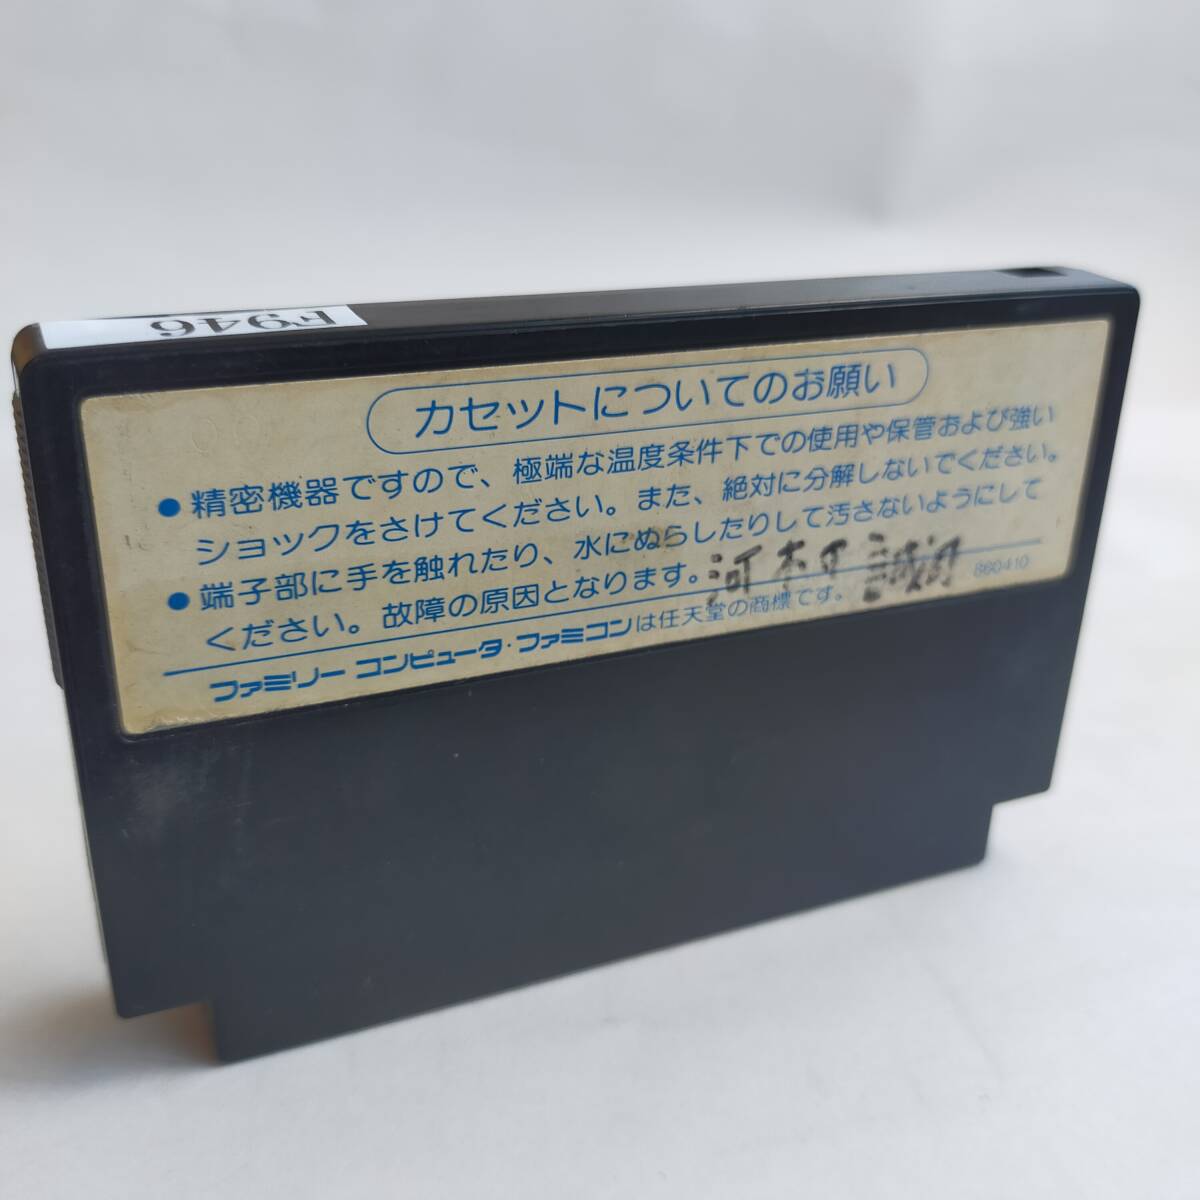 F946
カセットについてのお願い
● 精密機器ですので、極端な温度条件下での使用や保管および強い
ショックをさけてください。また、絶対に分解しないでください。
● 端子部に手を触れたり、水にぬらしたりして汚さないようにして
ください。故障の原因となります。
860410
ファミリー コンピュータ・ファミコンは任天堂の商標です。